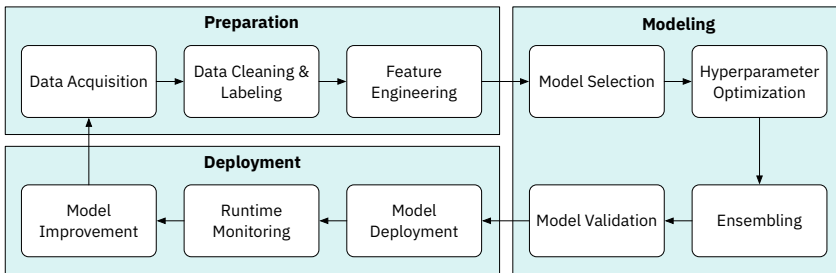 Preparation
Data Acquisition
Data Cleaning &
Labeling
Feature
Engineering
Modeling
Model Selection
Hyperparameter
Optimization
Ensembling
Model Validation
Deployment
Model
Deployment
Runtime
Monitoring
Model
Improvement